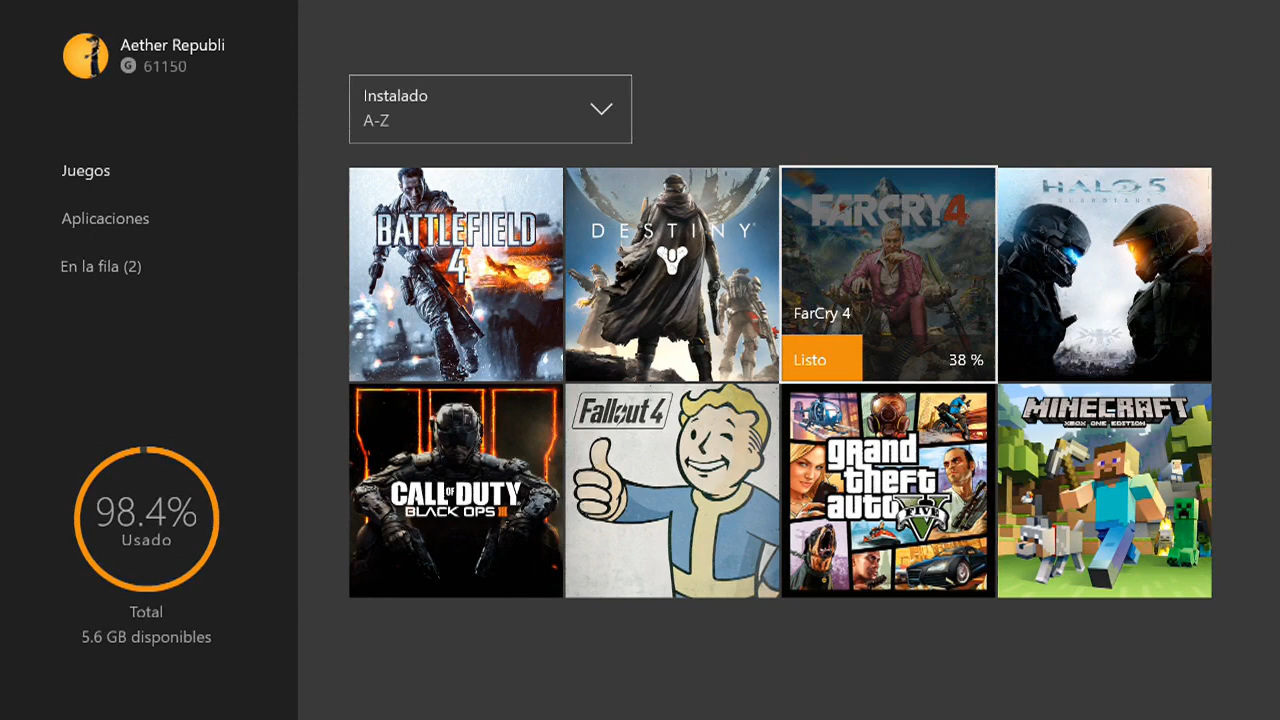 Aether Republi
G 61150
Juegos
Aplicaciones
En la fila (2)
98.4%
Usado
Total
5.6 GB disponibles
Instalado
A-Z
BATTLEFIELD
4
DESTINY
FARCRY4
FarCry 4
Listo
38 %
HALO 5
GUARDIANS
CALL OF DUTY
BLACK OPS III
Fallout 4
grand
theft
auto
V
FIVE
MINECRAFT
XBOX ONE EDITION